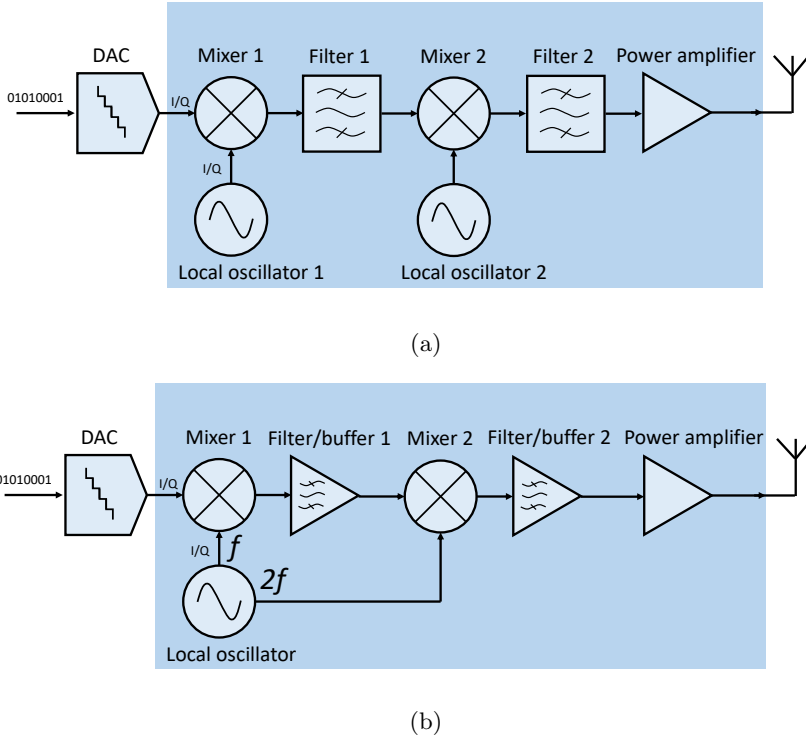 DAC Mixer 1 Filter 1 Mixer 2 Filter 2 Power amplifier
01010001 I/Q
I/Q
Local oscillator 1 Local oscillator 2
(a)
DAC Mixer 1 Filter/buffer 1 Mixer 2 Filter/buffer 2 Power amplifier
01010001 I/Q
I/Q f
2f
Local oscillator
(b)